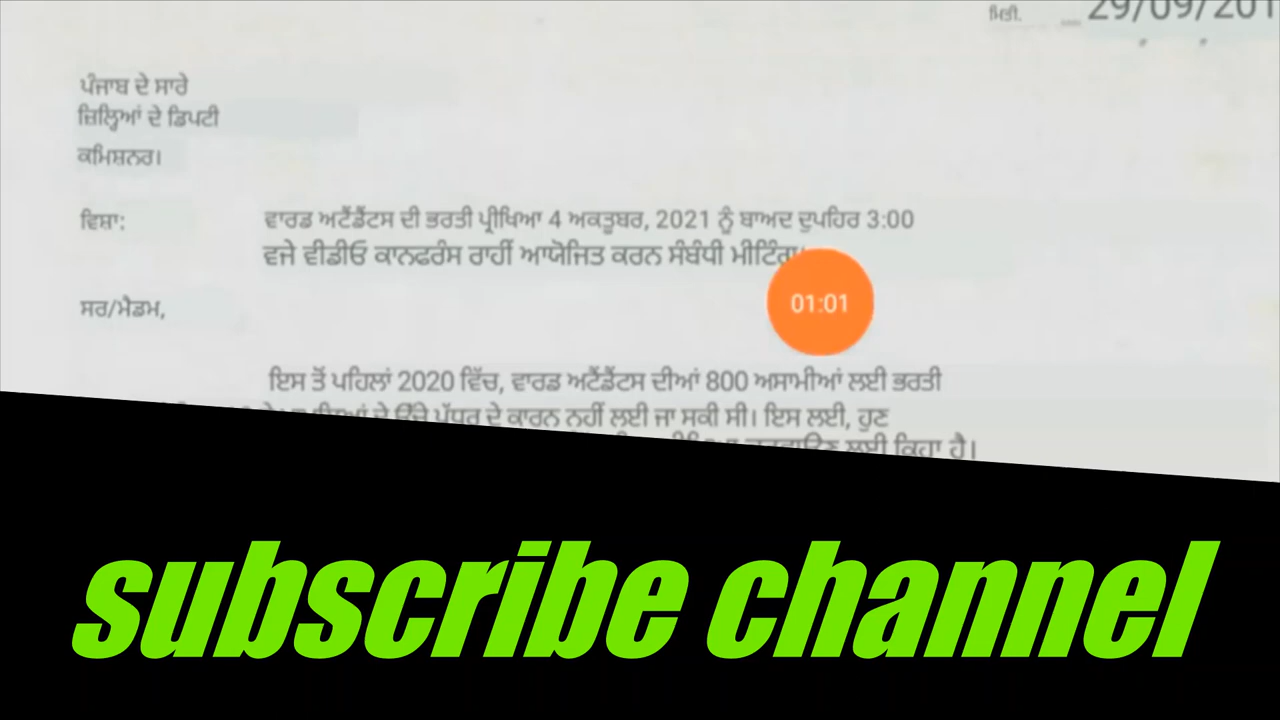 ਮਿਤੀ. 29/09/201
ਪੰਜਾਬ ਦੇ ਸਾਰੇ
ਜ਼ਿਲ੍ਹਿਆਂ ਦੇ ਡਿਪਟੀ
ਕਮਿਸ਼ਨਰ।
ਵਿਸ਼ਾ: ਵਾਰਡ ਅਟੈਂਡੈਂਟਸ ਦੀ ਭਰਤੀ ਪ੍ਰੀਖਿਆ 4 ਅਕਤੂਬਰ, 2021 ਨੂੰ ਬਾਅਦ ਦੁਪਹਿਰ 3:00
ਵਜੇ ਵੀਡੀਓ ਕਾਨਫਰੰਸ ਰਾਹੀਂ ਆਯੋਜਿਤ ਕਰਨ ਸੰਬੰਧੀ ਮੀਟਿੰਗ
01:01
ਸਰ/ਮੈਡਮ,
ਇਸ ਤੋਂ ਪਹਿਲਾਂ 2020 ਵਿੱਚ, ਵਾਰਡ ਅਟੈਂਡੈਂਟਸ ਦੀਆਂ 800 ਅਸਾਮੀਆਂ ਲਈ ਭਰਤੀ
ਦੇ ਉੱਚੇ ਪੱਧਰ ਦੇ ਕਾਰਨ ਨਹੀਂ ਲਈ ਜਾ ਸਕੀ ਸੀ। ਇਸ ਲਈ, ਹੁਣ
ਲਈ ਕਿਹਾ ਹੈ।
subscribe channel